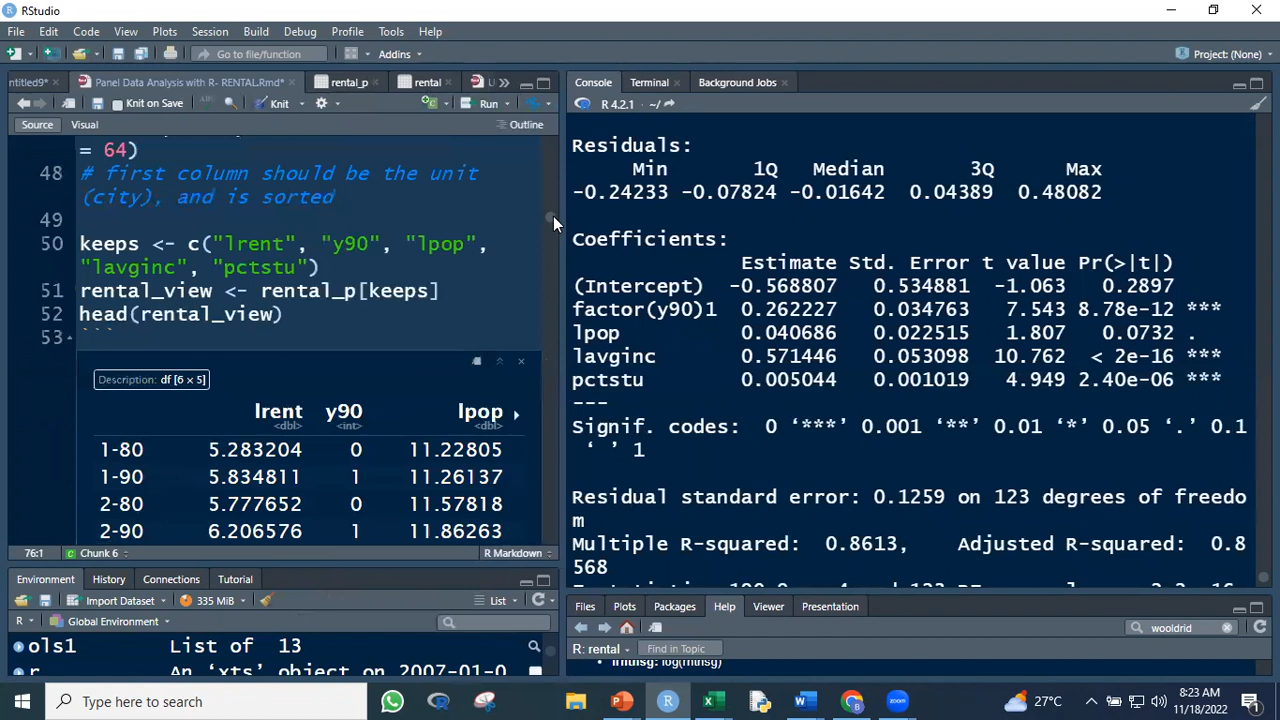 RStudio
File Edit Code View Plots Session Build Debug Profile Tools Help
Go to file/function Addins Project: (None)
ntitled9* Panel Data Analysis with R- RENTAL.Rmd* rental_p rental U
Console Terminal Background Jobs
Knit on Save Knit Run
R 4.2.1 · ~/
Source Visual Outline
= 64)
48 # first column should be the unit
(city), and is sorted
49
50 keeps <- c("lrent", "y90", "lpop",
"lavginc", "pctstu")
51 rental_view <- rental_p[keeps]
52 head(rental_view)
53 ```
Description: df [6 × 5]
lrent y90 lpop
<dbl> <int> <dbl>
1-80 5.283204 0 11.22805
1-90 5.834811 1 11.26137
2-80 5.777652 0 11.57818
2-90 6.206576 1 11.86263
76:1 Chunk 6 R Markdown
Residuals:
Min 1Q Median 3Q Max
-0.24233 -0.07824 -0.01642 0.04389 0.48082
Coefficients:
Estimate Std. Error t value Pr(>|t|)
(Intercept) -0.568807 0.534881 -1.063 0.2897
factor(y90)1 0.262227 0.034763 7.543 8.78e-12 ***
lpop 0.040686 0.022515 1.807 0.0732 .
lavginc 0.571446 0.053098 10.762 < 2e-16 ***
pctstu 0.005044 0.001019 4.949 2.40e-06 ***
---
Signif. codes: 0 ‘***’ 0.001 ‘**’ 0.01 ‘*’ 0.05 ‘.’ 0.1
‘ ’ 1
Residual standard error: 0.1259 on 123 degrees of freedo
m
Multiple R-squared: 0.8613, Adjusted R-squared: 0.8
568
Environment History Connections Tutorial
Import Dataset 335 MiB List
R Global Environment
ols1 List of 13
r An ‘xts’ object on 2007-01-0
Files Plots Packages Help Viewer Presentation
wooldrid
R: rental Find in Topic
Type here to search
27°C
8:23 AM
11/18/2022